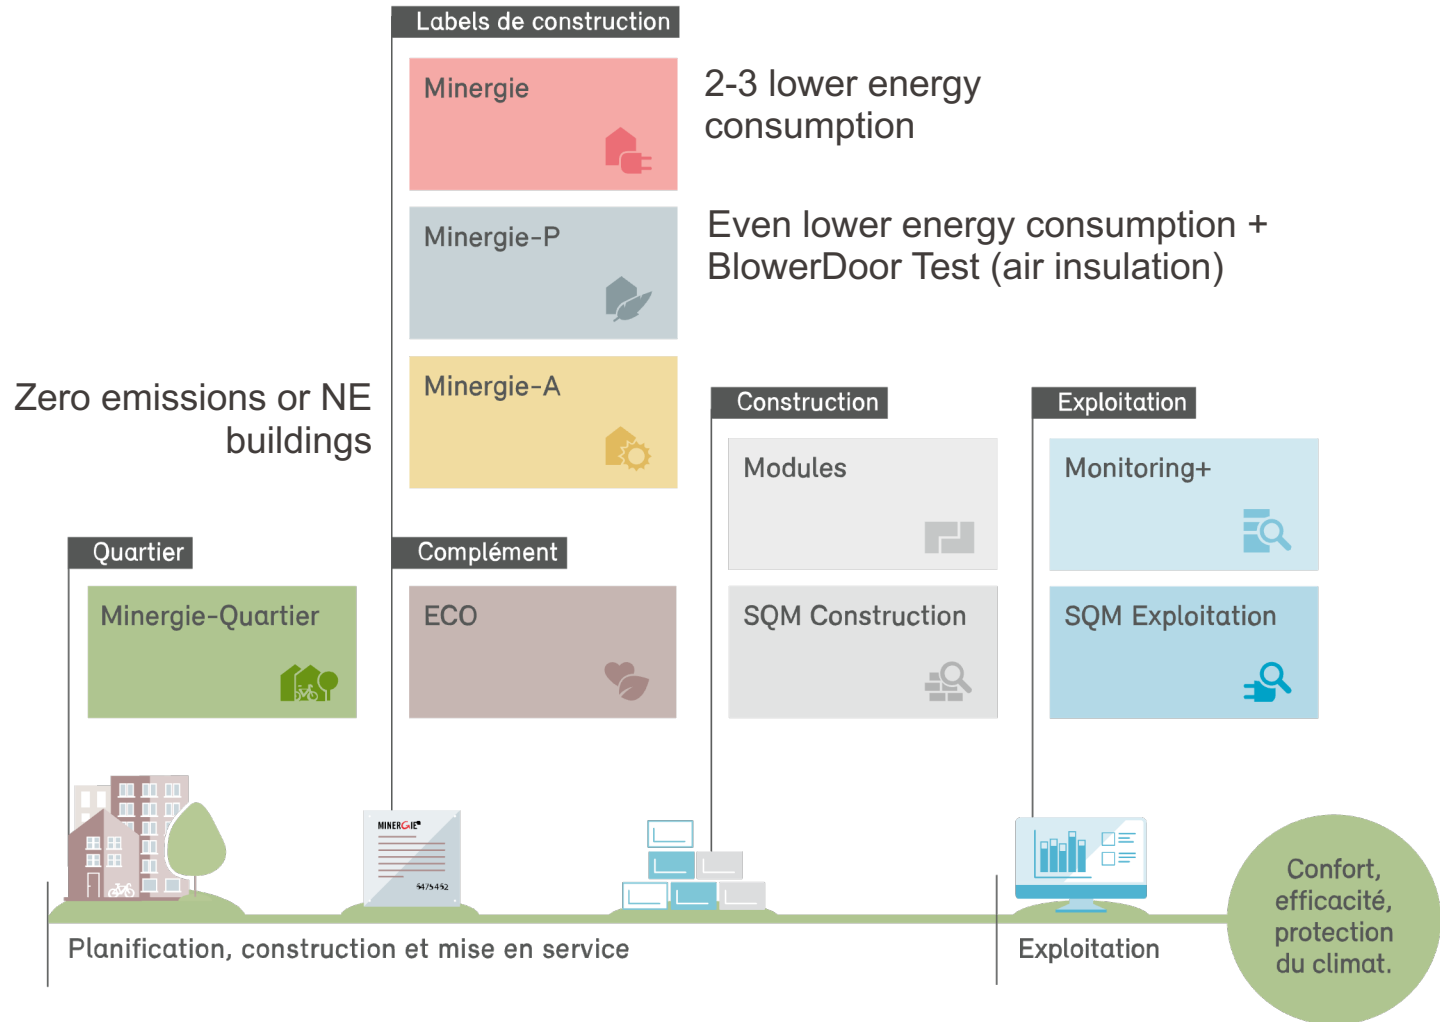 Labels de construction
Minergie
2-3 lower energy
consumption
Minergie-P
Even lower energy consumption +
BlowerDoor Test (air insulation)
Minergie-A
Zero emissions or NE
buildings
Construction
Exploitation
Modules
Monitoring+
Quartier
Complément
Minergie-Quartier
ECO
SQM Construction
SQM Exploitation
MINERGIE®
5475452
Confort,
efficacité,
protection
du climat.
Planification, construction et mise en service
Exploitation